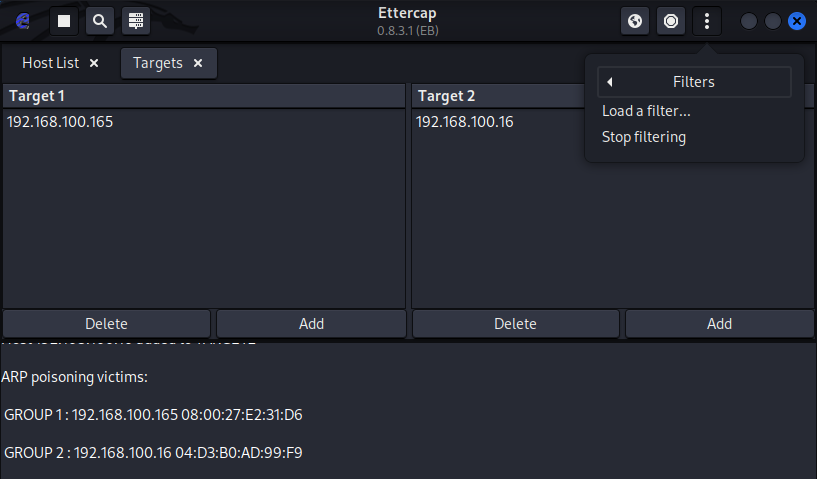 Ettercap
0.8.3.1 (EB)
Host List
Targets
Filters
Load a filter...
Stop filtering
Target 1
Target 2
192.168.100.165
192.168.100.16
Delete
Add
Delete
Add
ARP poisoning victims:
GROUP 1 : 192.168.100.165 08:00:27:E2:31:D6
GROUP 2 : 192.168.100.16 04:D3:B0:AD:99:F9